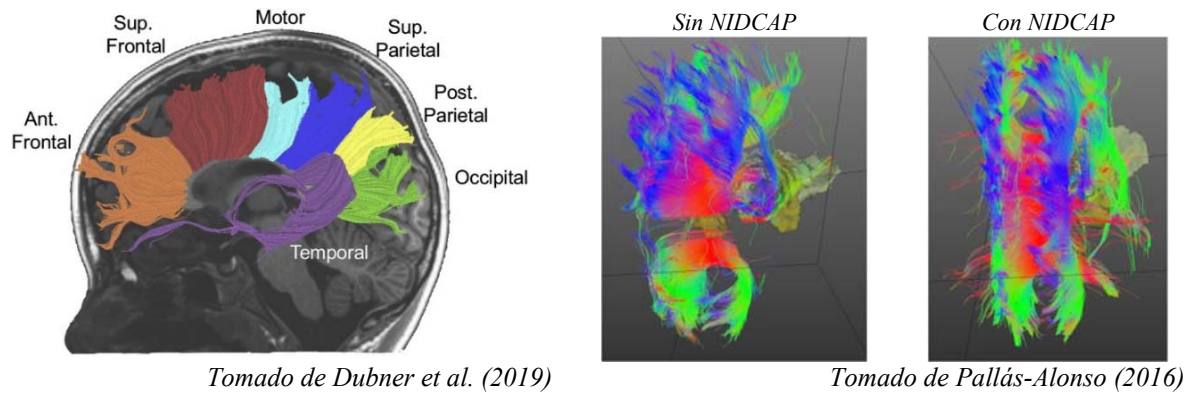 Sup.
Frontal
Motor
Sup.
Parietal
Ant.
Frontal
Post.
Parietal
Occipital
Temporal
Tomado de Dubner et al. (2019)
Sin NIDCAP
Con NIDCAP
Tomado de Pallás-Alonso (2016)